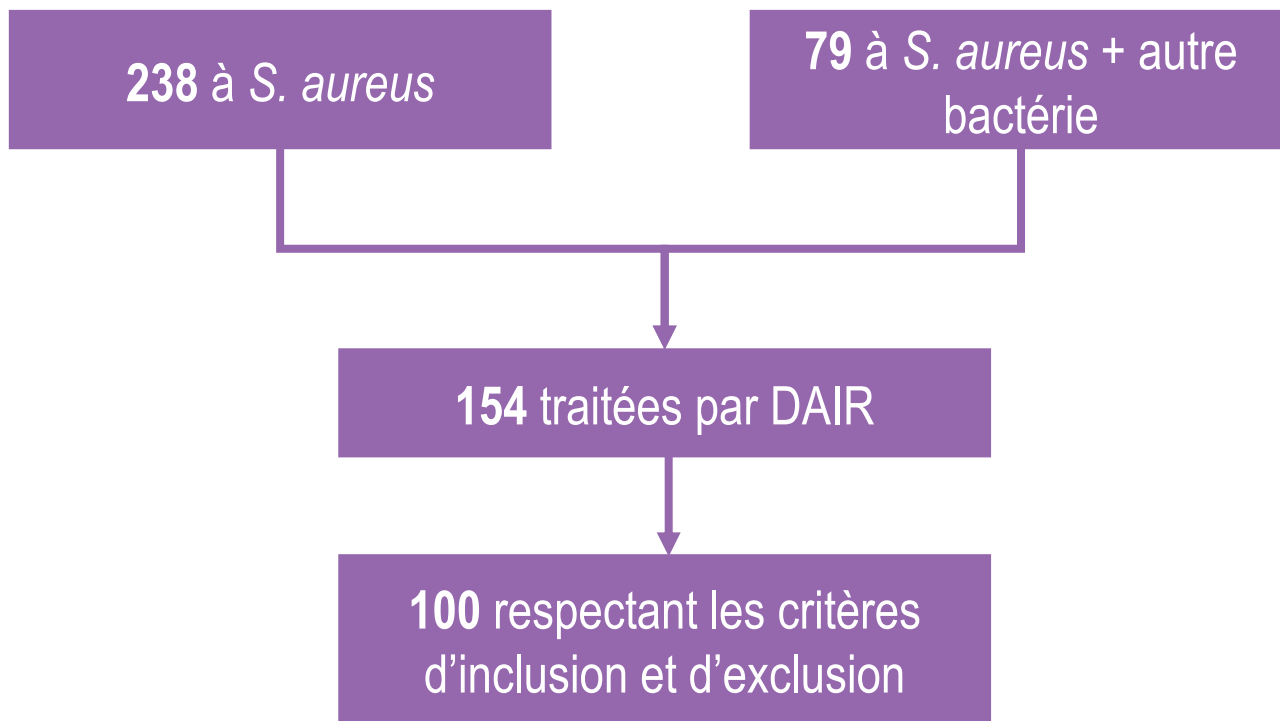 238 à S. aureus
79 à S. aureus + autre
bactérie
154 traitées par DAIR
100 respectant les critères
d’inclusion et d’exclusion